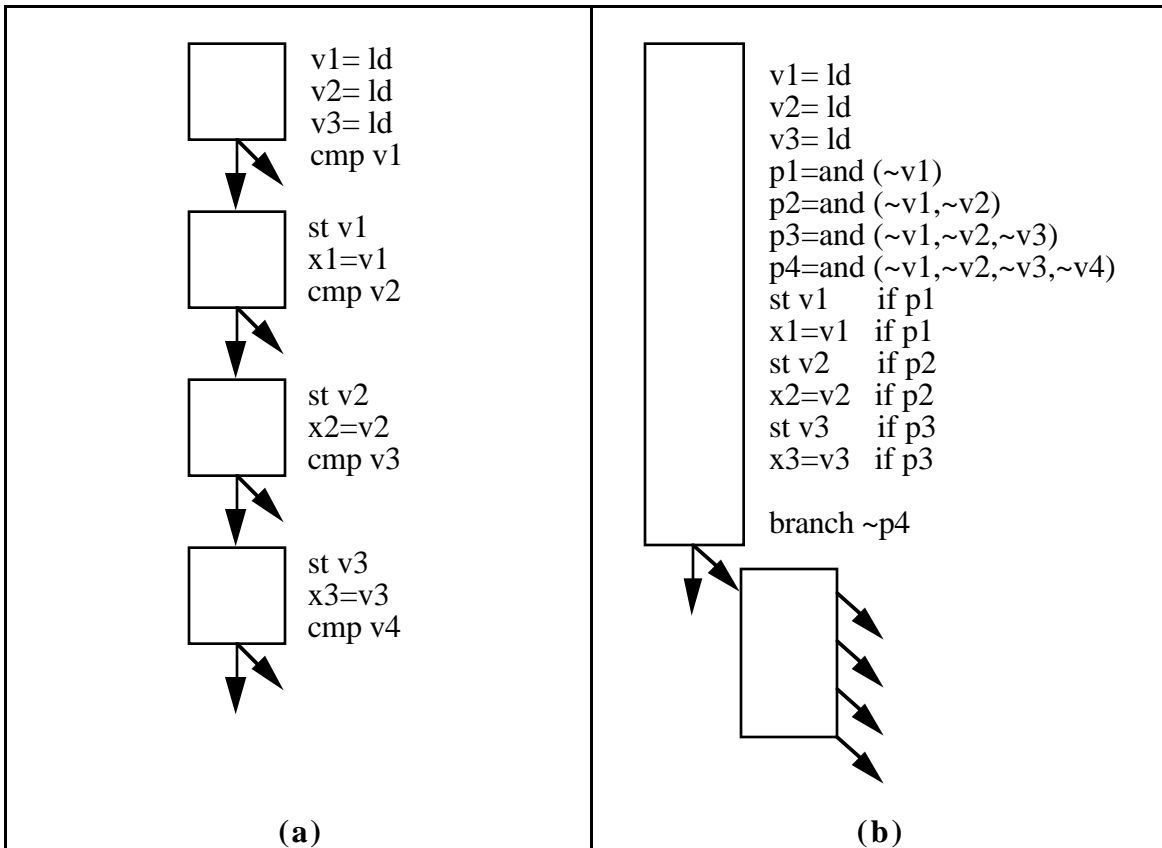 v1= ld
v2= ld
v3= ld
cmp v1
st v1
x1=v1
cmp v2
st v2
x2=v2
cmp v3
st v3
x3=v3
cmp v4
(a)
v1= ld
v2= ld
v3= ld
p1=and (~v1)
p2=and (~v1,~v2)
p3=and (~v1,~v2,~v3)
p4=and (~v1,~v2,~v3,~v4)
st v1 if p1
x1=v1 if p1
st v2 if p2
x2=v2 if p2
st v3 if p3
x3=v3 if p3
branch ~p4
(b)